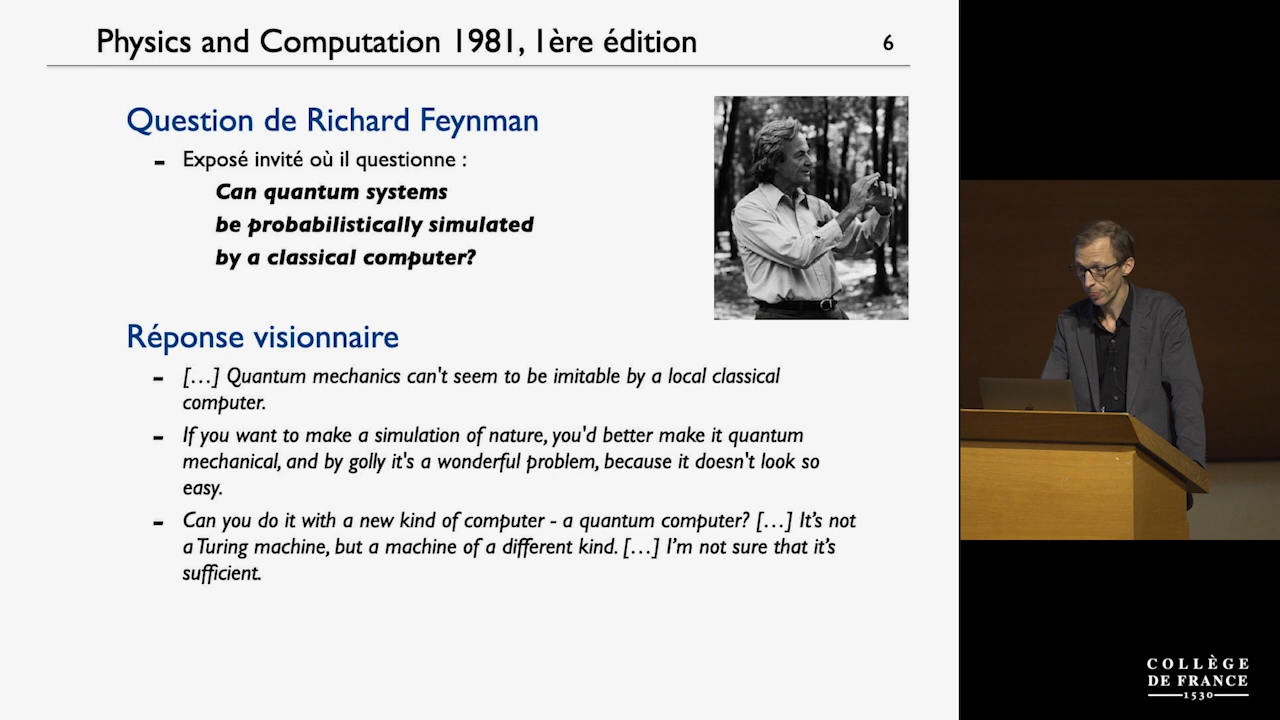 Physics and Computation 1981, 1ère édition
6
Question de Richard Feynman
- Exposé invité où il questionne :
Can quantum systems
be probabilistically simulated
by a classical computer?
Réponse visionnaire
- […] Quantum mechanics can't seem to be imitable by a local classical
computer.
- If you want to make a simulation of nature, you'd better make it quantum
mechanical, and by golly it's a wonderful problem, because it doesn't look so
easy.
- Can you do it with a new kind of computer - a quantum computer? […] It’s not
a Turing machine, but a machine of a different kind. […] I’m not sure that it’s
sufficient.
COLLÈGE
DE FRANCE
1530